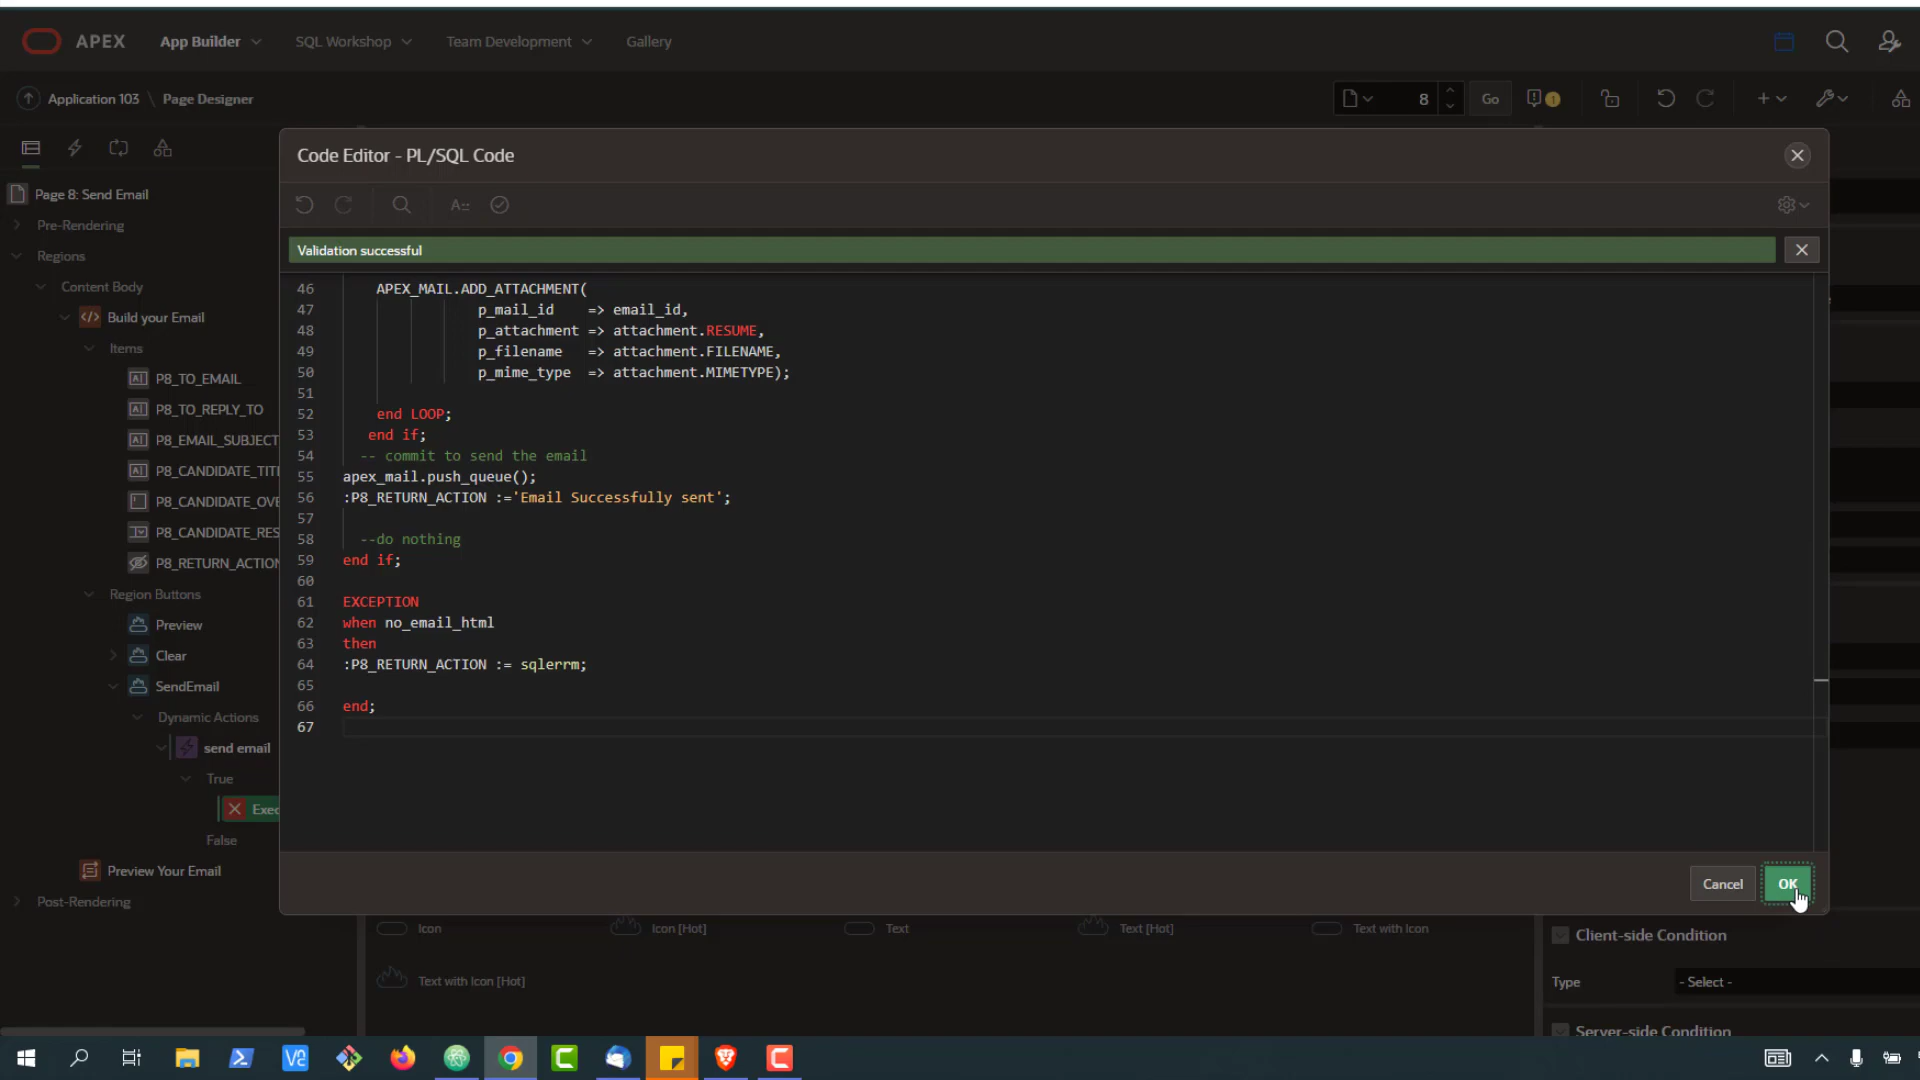 APEX App Builder SQL Workshop Team Development Gallery
Application 103 \ Page Designer 8 Go 1
Code Editor - PL/SQL Code
Page 8: Send Email
Pre-Rendering
Regions
Content Body
Build your Email
Items
P8_TO_EMAIL
P8_TO_REPLY_TO
P8_EMAIL_SUBJECT
P8_CANDIDATE_TITL
P8_CANDIDATE_OVE
P8_CANDIDATE_RES
P8_RETURN_ACTION
Region Buttons
Preview
Clear
SendEmail
Dynamic Actions
send email
True
Exec
False
Preview Your Email
Post-Rendering
Validation successful
46 APEX_MAIL.ADD_ATTACHMENT(
47 p_mail_id => email_id,
48 p_attachment => attachment.RESUME,
49 p_filename => attachment.FILENAME,
50 p_mime_type => attachment.MIMETYPE);
51
52 end LOOP;
53 end if;
54 -- commit to send the email
55 apex_mail.push_queue();
56 :P8_RETURN_ACTION :='Email Successfully sent';
57
58 --do nothing
59 end if;
60
61 EXCEPTION
62 when no_email_html
63 then
64 :P8_RETURN_ACTION := sqlerrm;
65
66 end;
67
Cancel OK
Icon Icon [Hot] Text Text [Hot] Text with Icon
Text with Icon [Hot]
Client-side Condition
Type - Select -
Server-side Condition